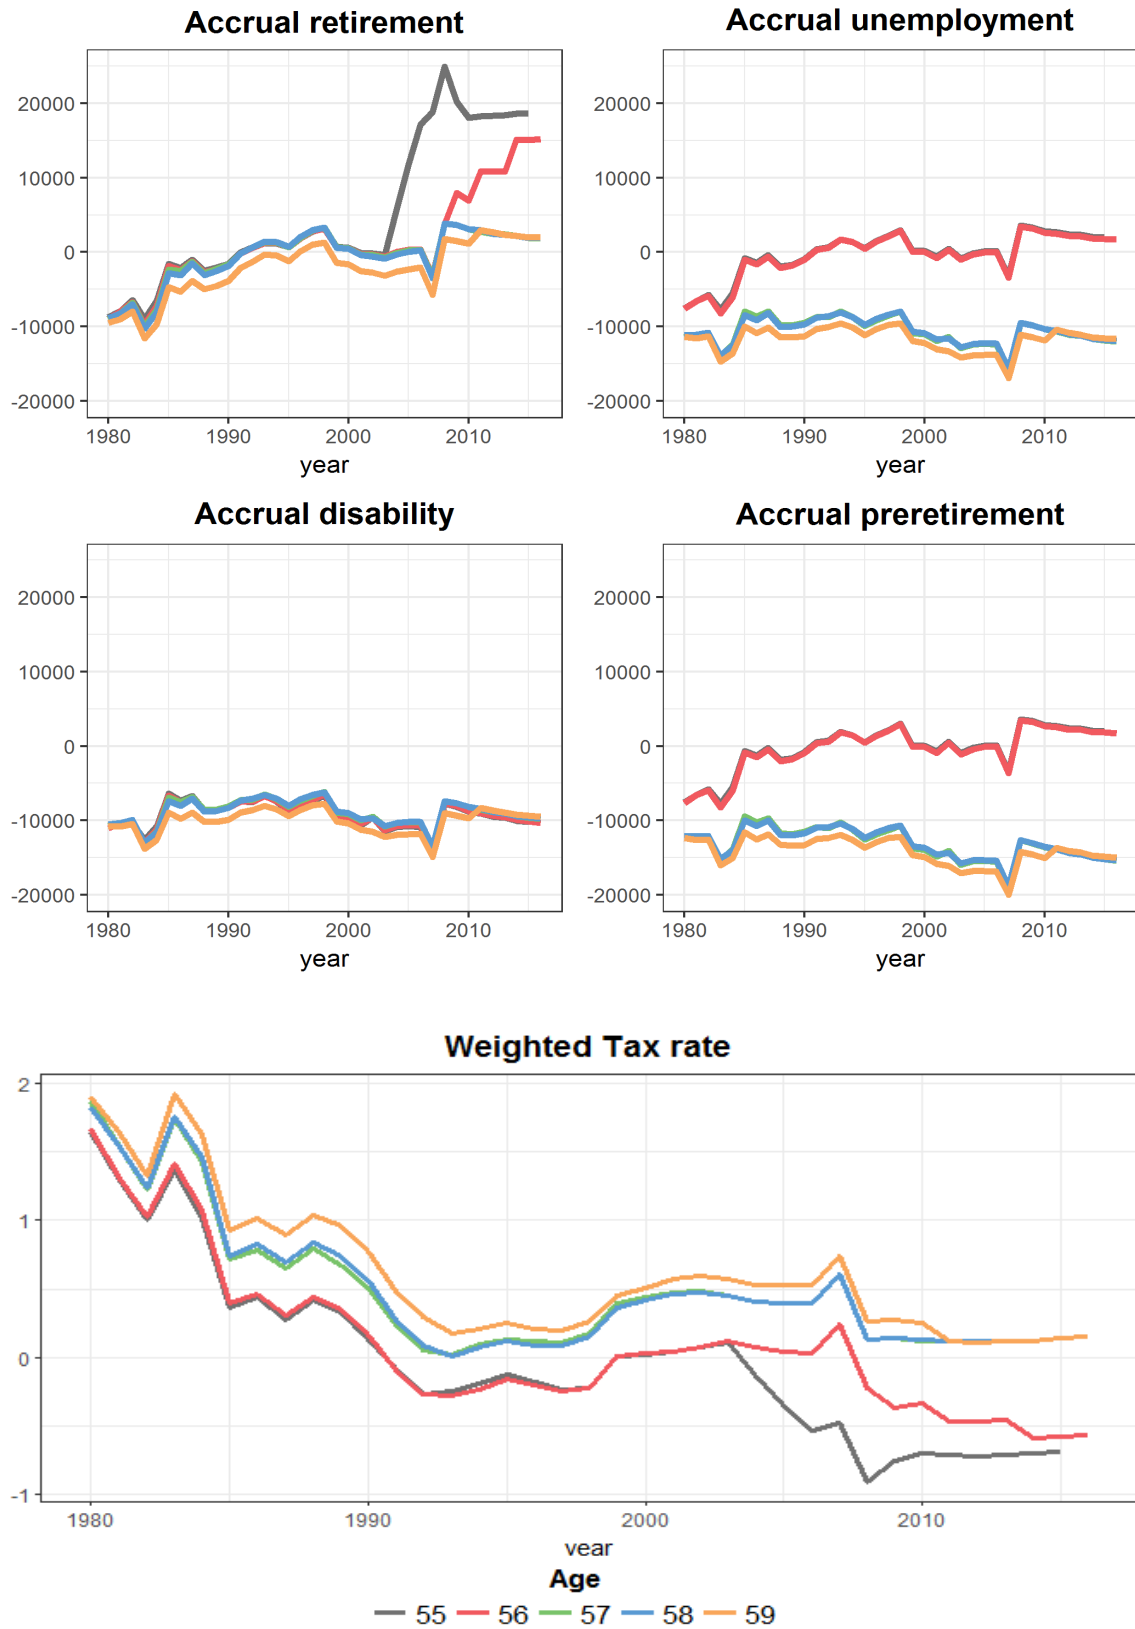 Accrual retirement
20000
10000
0
-10000
-20000
1980 1990 2000 2010
year
Accrual unemployment
20000
10000
0
-10000
-20000
1980 1990 2000 2010
year
Accrual disability
20000
10000
0
-10000
-20000
1980 1990 2000 2010
year
Accrual preretirement
20000
10000
0
-10000
-20000
1980 1990 2000 2010
year
Weighted Tax rate
2
1
0
-1
1980 1990 2000 2010
year
Age
55 56 57 58 59